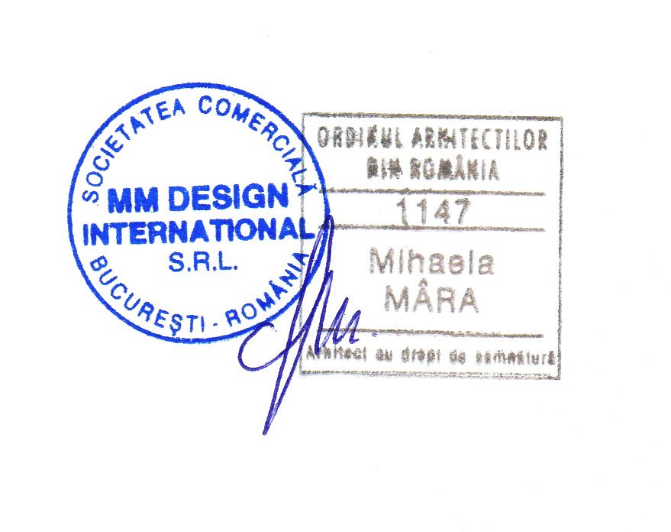 SOCIETATEA COMERCIALĂ
MM DESIGN
INTERNATIONAL
S.R.L.
BUCUREŞTI - ROMÂNIA
ORDINUL ARHITECTILOR
DIN ROMÂNIA
1147
Mihaela
MÂRA
Arhitect cu drept de semnătură